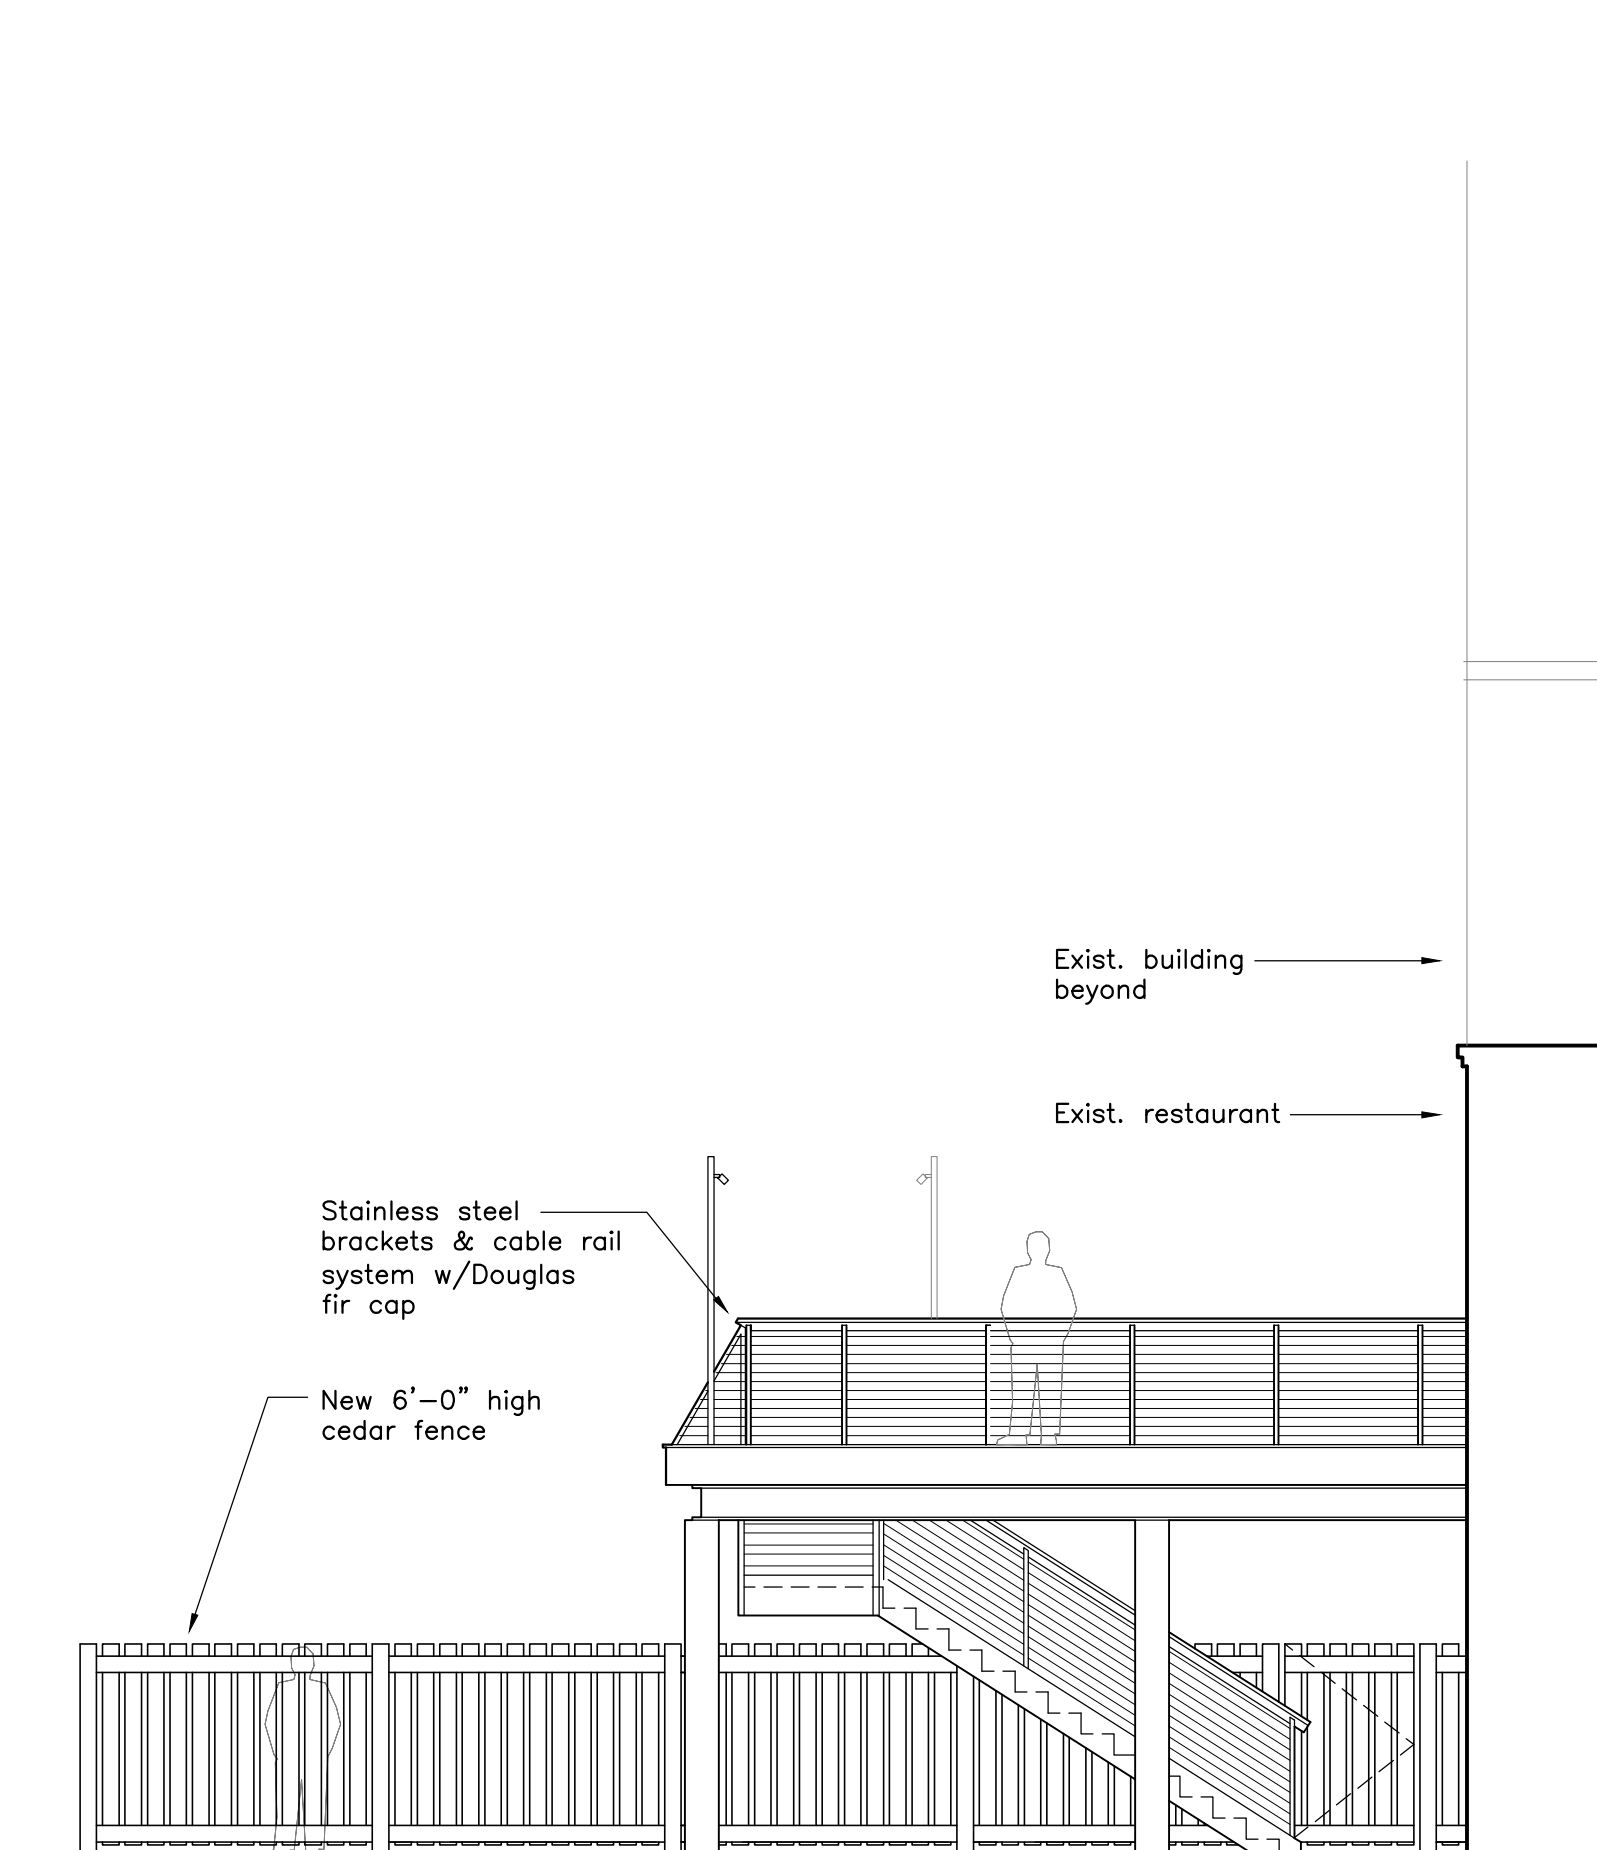 Exist. building
beyond
Exist. restaurant
Stainless steel
brackets & cable rail
system w/Douglas
fir cap
New 6'-0" high
cedar fence